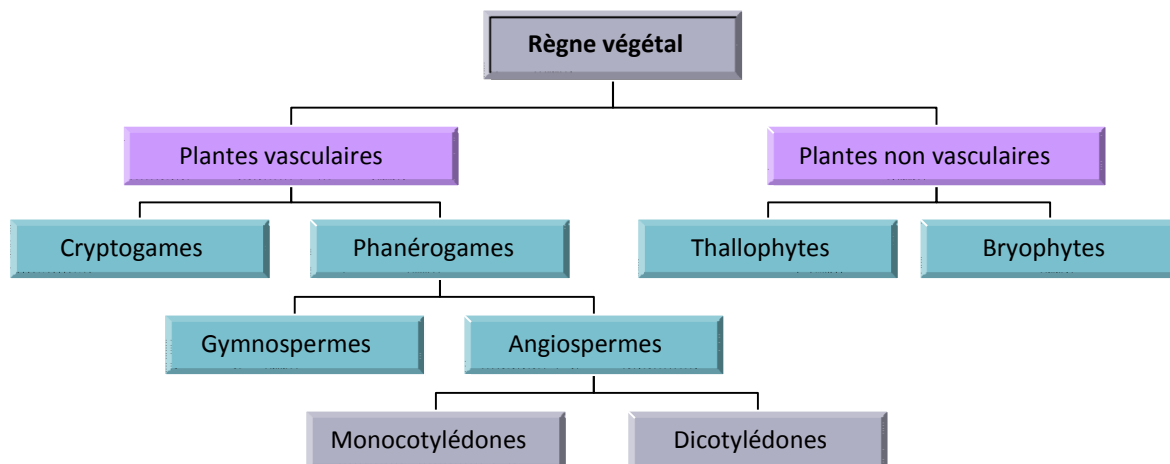 Règne végétal
Plantes vasculaires
Plantes non vasculaires
Cryptogames
Phanérogames
Thallophytes
Bryophytes
Gymnospermes
Angiospermes
Monocotylédones
Dicotylédones